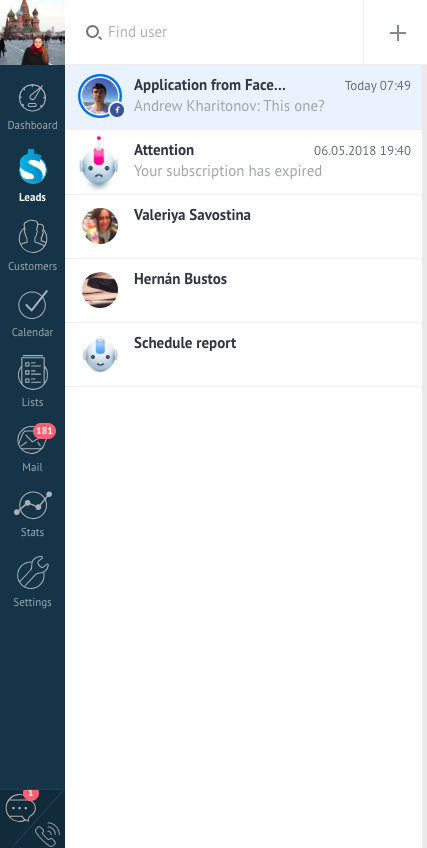 Find user
Application from Face... Today 07:49
Andrew Kharitonov: This one?
Attention 06.05.2018 19:40
Your subscription has expired
Valeriya Savostina
Hernán Bustos
Schedule report
Dashboard
Leads
Customers
Calendar
Lists
181
Mail
Stats
Settings
1